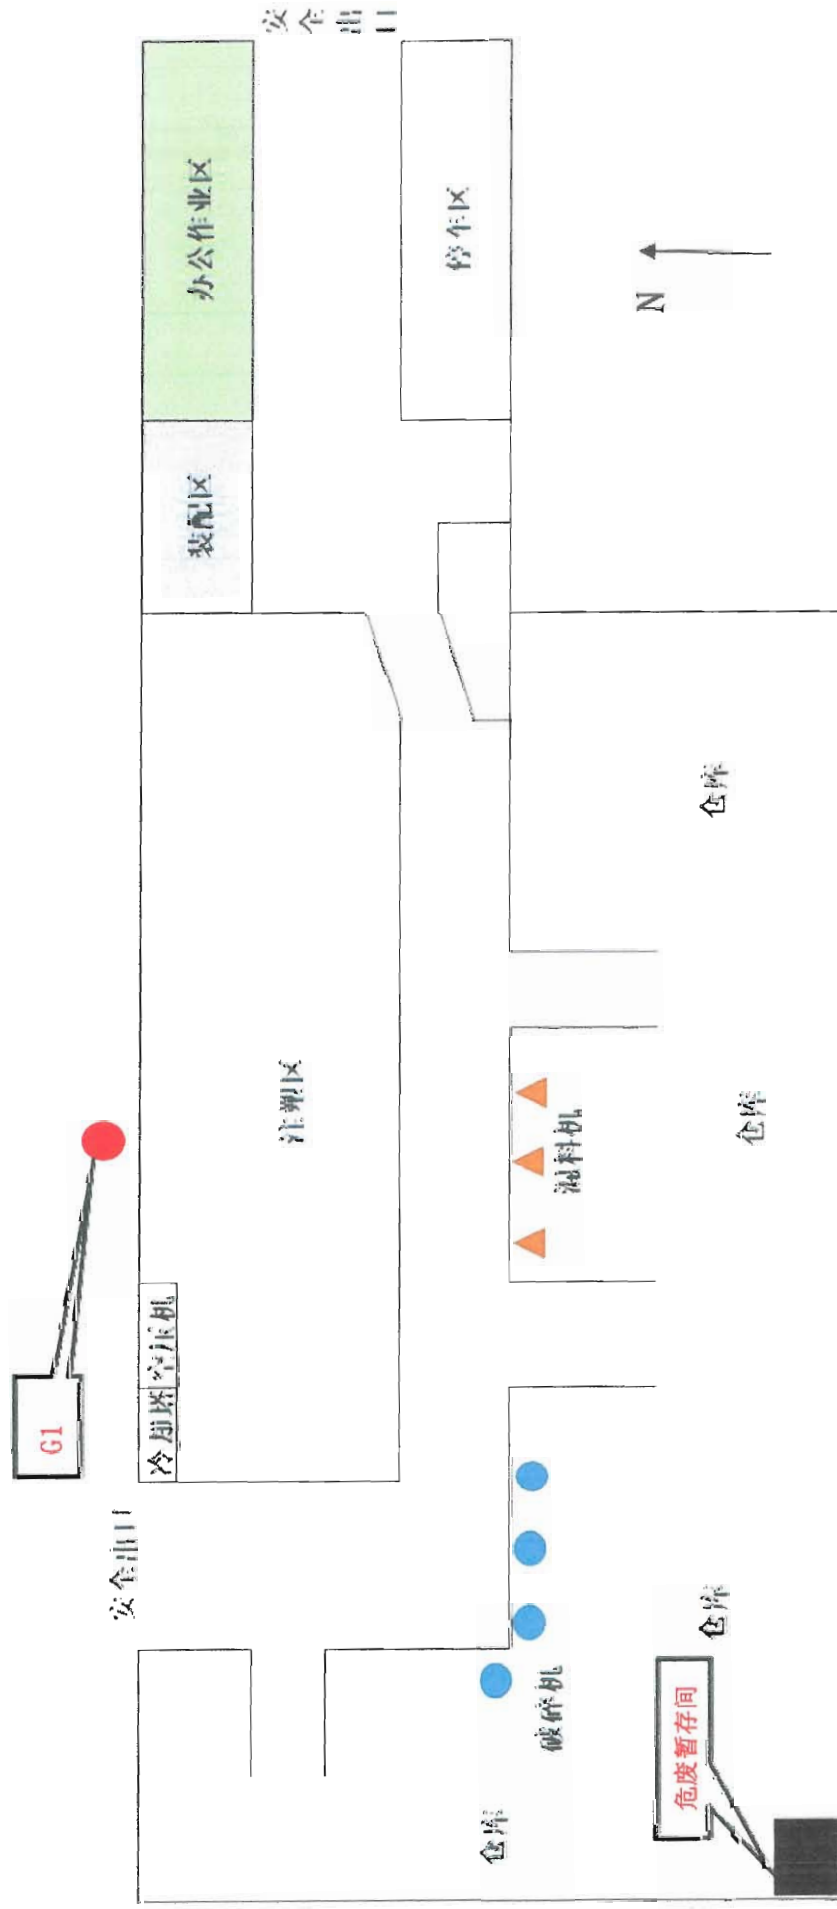 G1
安全出口
安全出口
冷却塔
空压机
注塑区
装配区
办公作业区
停车区
N
仓库
破碎机
混料机
仓库
仓库
仓库
危废暂存间